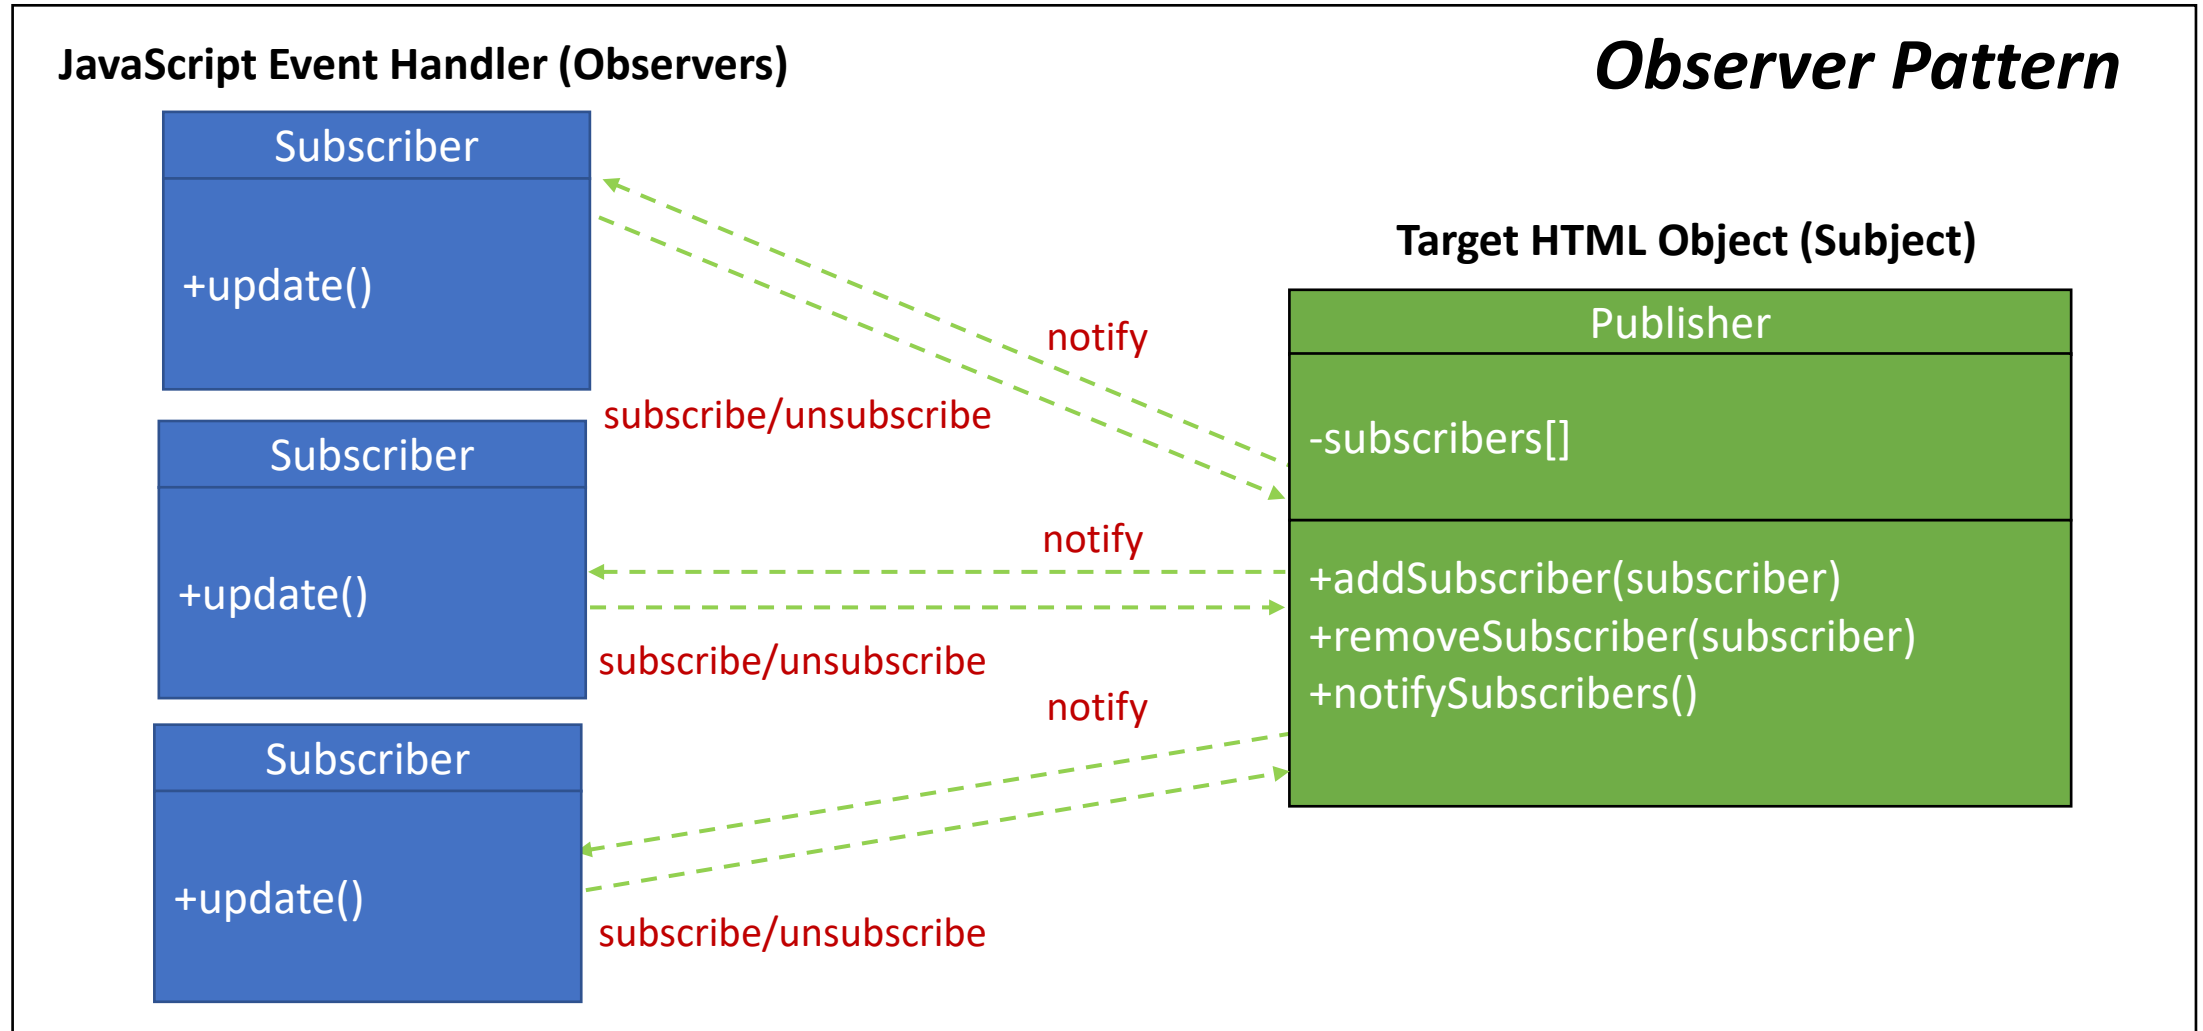 JavaScript Event Handler (Observers)
Observer Pattern
Subscriber
+update()
Subscriber
+update()
Subscriber
+update()
notify
subscribe/unsubscribe
notify
subscribe/unsubscribe
notify
subscribe/unsubscribe
Target HTML Object (Subject)
Publisher
-subscribers[]
+addSubscriber(subscriber)
+removeSubscriber(subscriber)
+notifySubscribers()